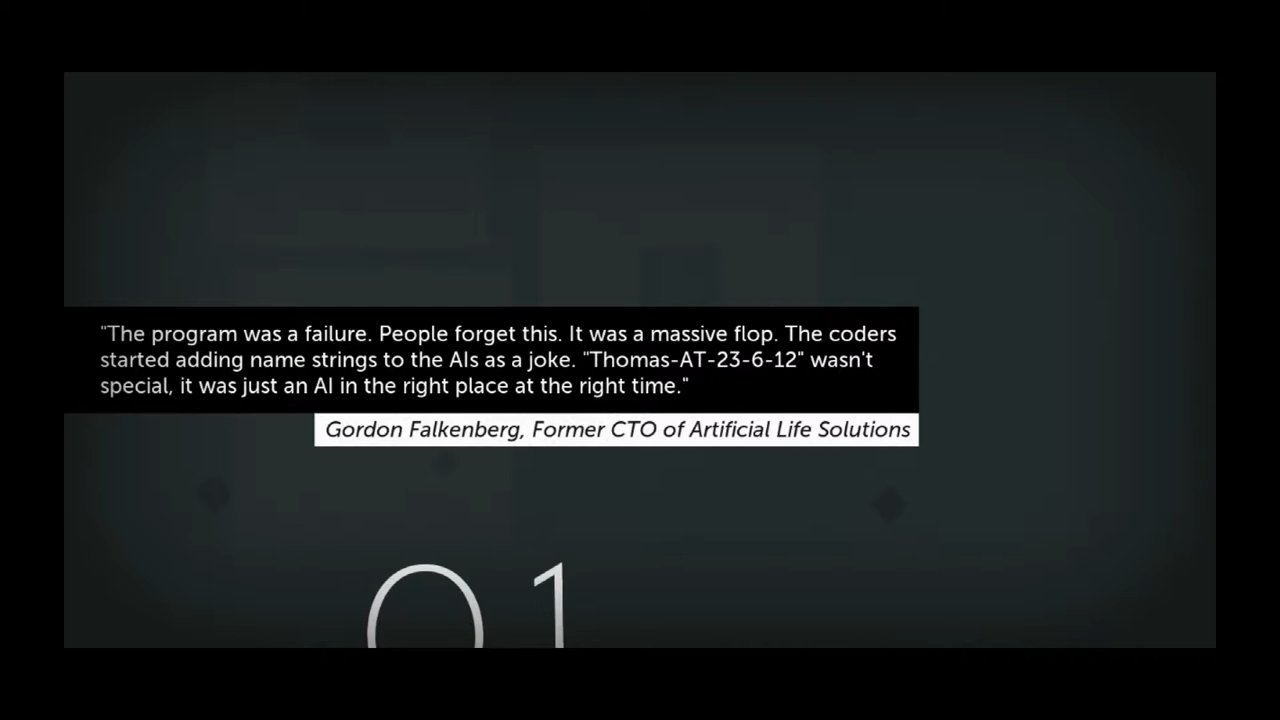 "The program was a failure. People forget this. It was a massive flop. The coders
started adding name strings to the AIs as a joke. "Thomas-AT-23-6-12" wasn't
special, it was just an AI in the right place at the right time."
Gordon Falkenberg, Former CTO of Artificial Life Solutions
01